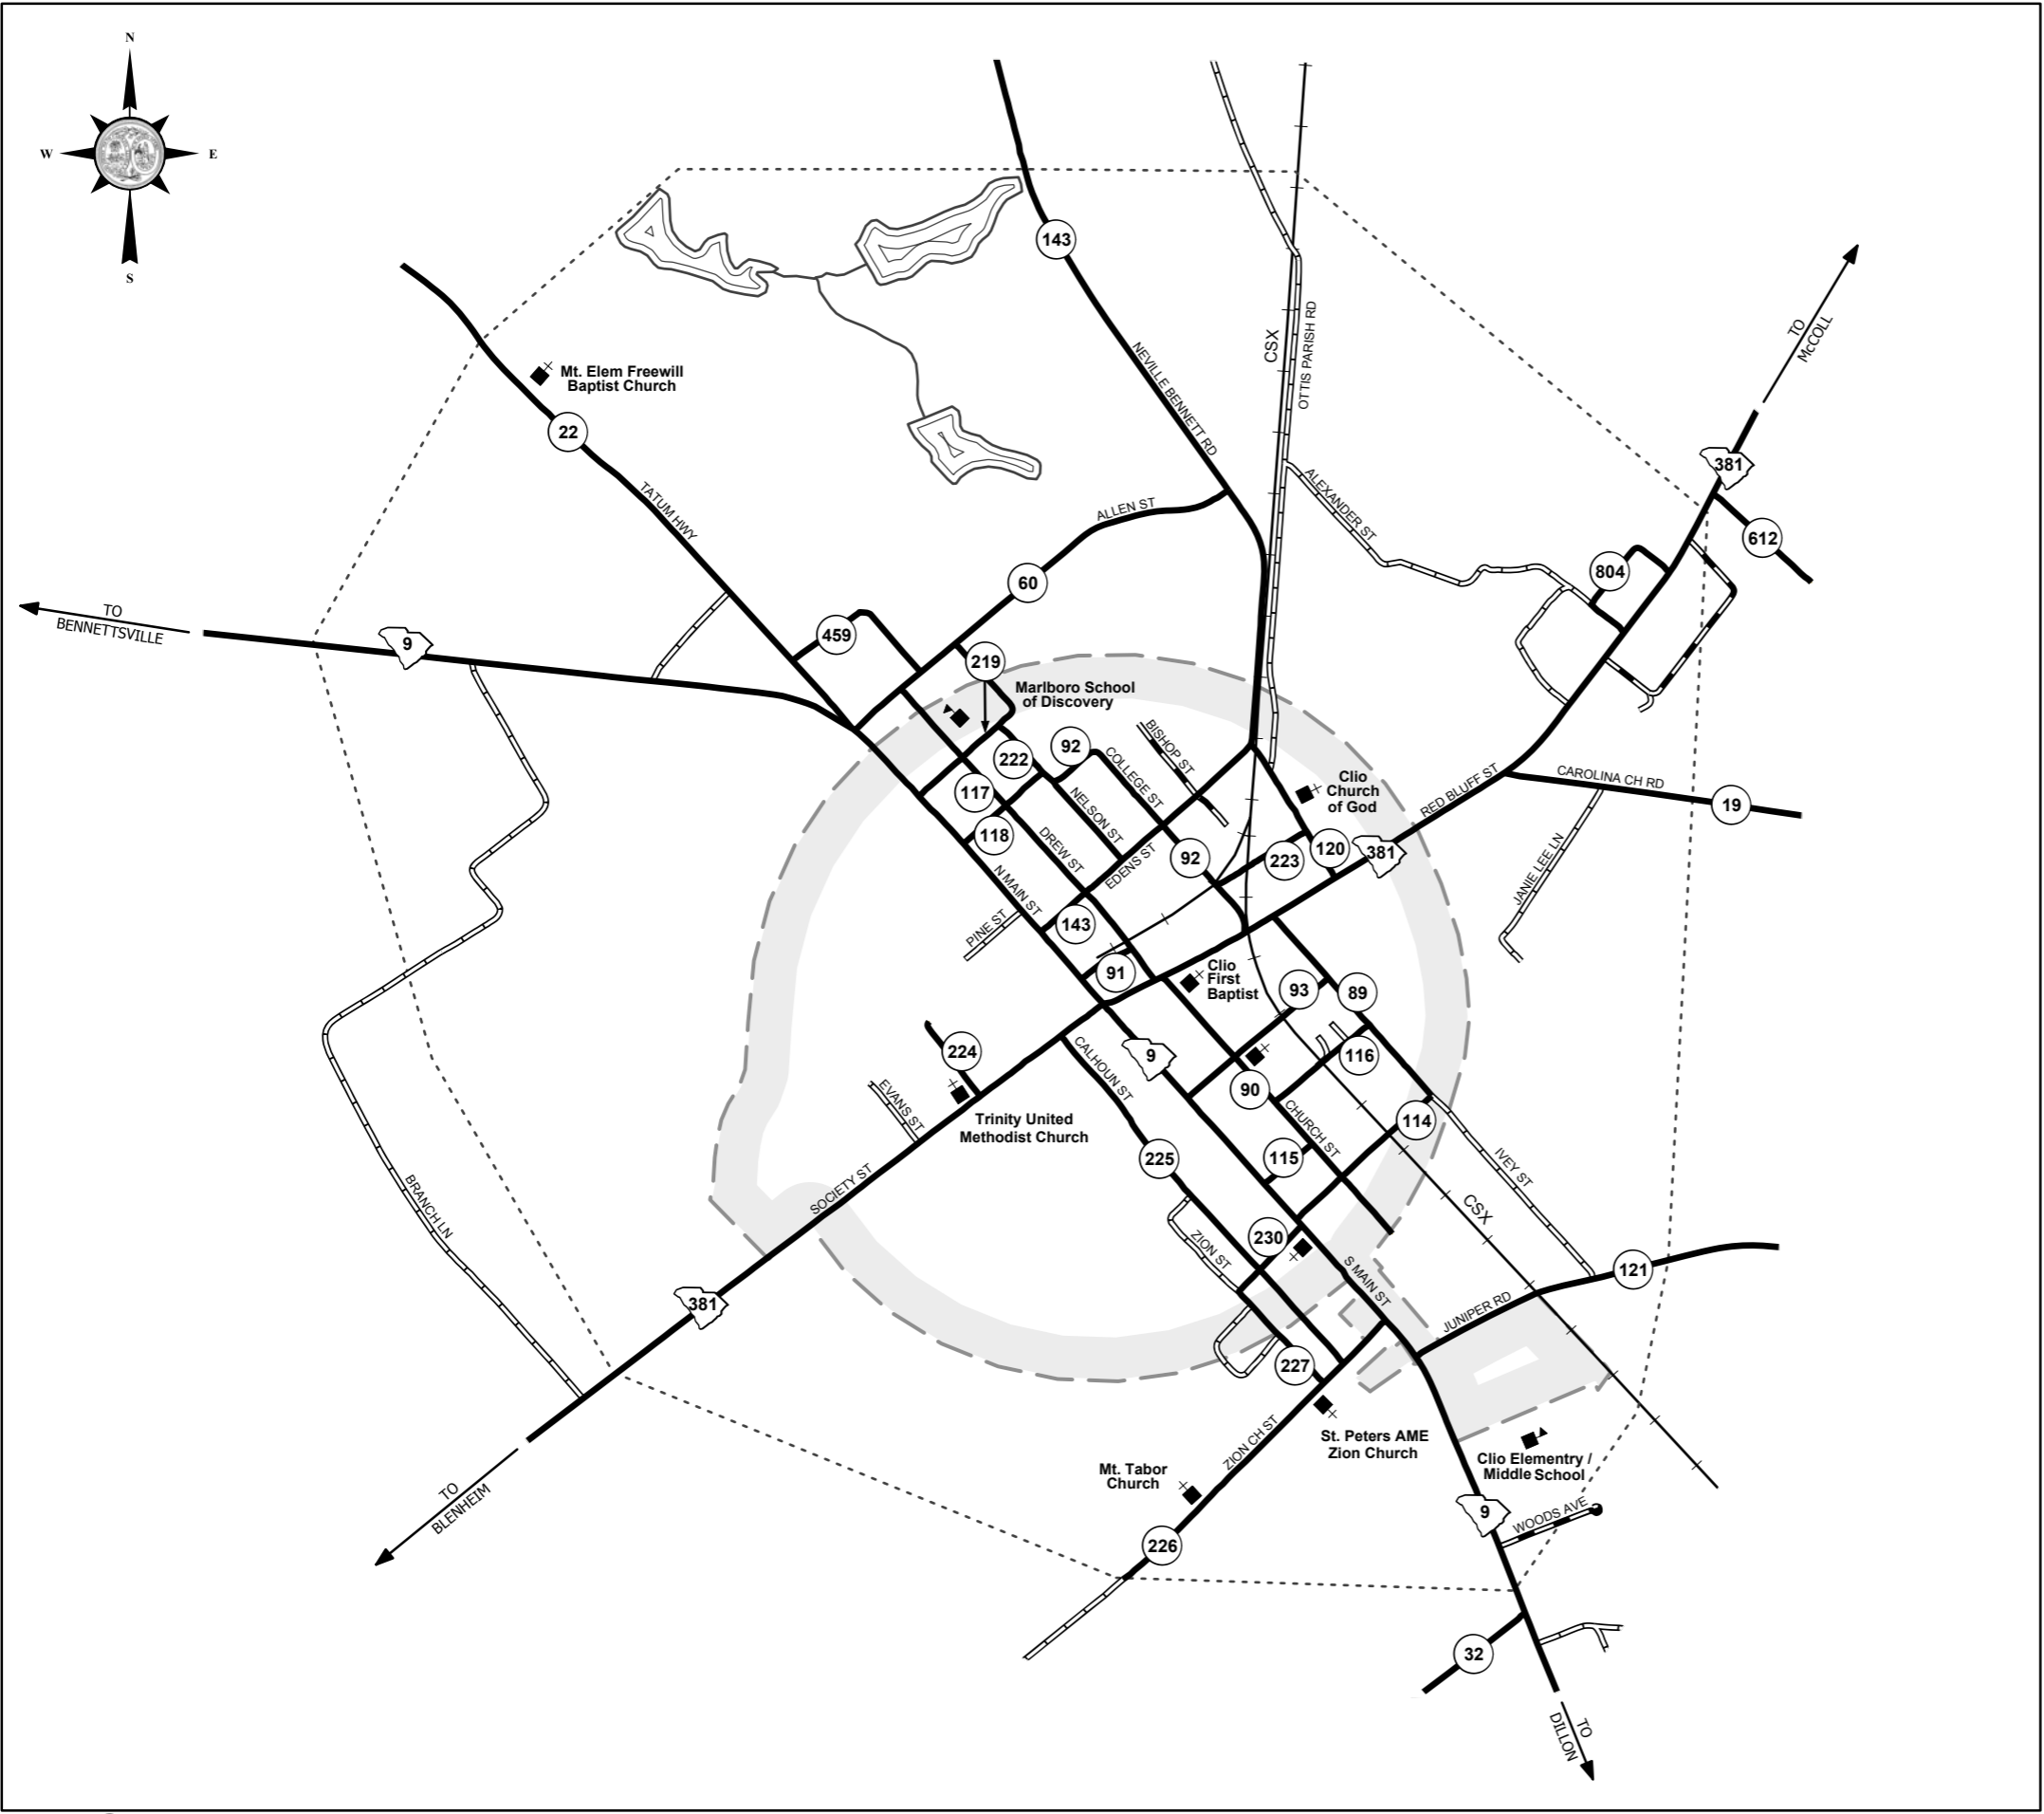 N
W
E
S
143
CSX
OTTIS PARISH RD
NEVILLE BENNETT RD
TO
McCOLL
Mt. Elem Freewill
Baptist Church
22
TATUM HWY
381
ALEXANDER ST
ALLEN ST
612
804
60
TO
BENNETTSVILLE
9
459
219
Marlboro School
of Discovery
BISHOP ST
92
COLLEGE ST
222
117
NELSON ST
Clio
Church
of God
RED BLUFF ST
CAROLINA CH RD
19
118
DREW ST
EDENS ST
92
223
120
381
JANIE LEE LN
N MAIN ST
PINE ST
143
91
Clio
First
Baptist
93
89
224
CALHOUN ST
9
116
90
EVANS ST
Trinity United
Methodist Church
CHURCH ST
114
225
115
IVEY ST
SOCIETY ST
BRANCH LN
CSX
230
ZION ST
S MAIN ST
121
JUNIPER RD
381
227
St. Peters AME
Zion Church
ZION CH ST
Clio Elementry /
Middle School
Mt. Tabor
Church
TO
BLENHEIM
9
WOODS AVE
226
32
TO
DILLON